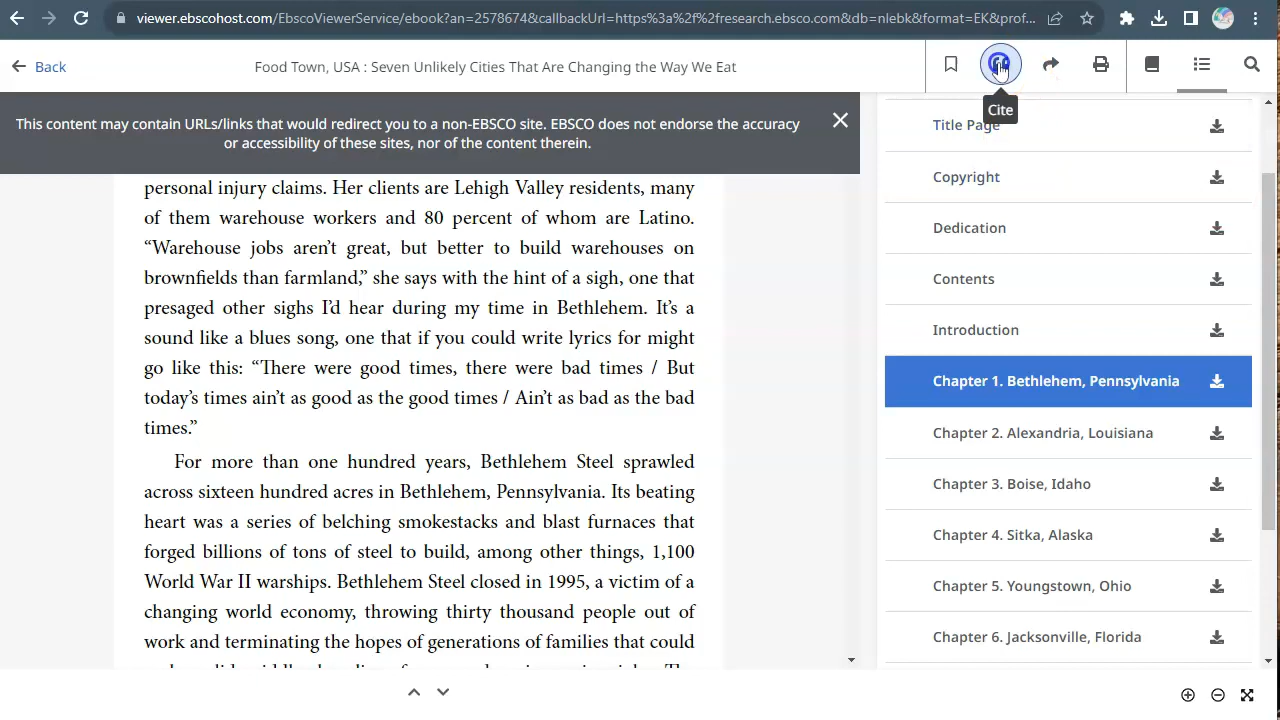 viewer.ebscohost.com/EbscoViewerService/ebook?an=2578674&callbackUrl=https%3a%2f%2fresearch.ebsco.com&db=nlebk&format=EK&prof...
Back
Food Town, USA : Seven Unlikely Cities That Are Changing the Way We Eat
Cite
This content may contain URLs/links that would redirect you to a non-EBSCO site. EBSCO does not endorse the accuracy
or accessibility of these sites, nor of the content therein.
personal injury claims. Her clients are Lehigh Valley residents, many
of them warehouse workers and 80 percent of whom are Latino.
“Warehouse jobs aren’t great, but better to build warehouses on
brownfields than farmland,” she says with the hint of a sigh, one that
presaged other sighs I’d hear during my time in Bethlehem. It’s a
sound like a blues song, one that if you could write lyrics for might
go like this: “There were good times, there were bad times / But
today’s times ain’t as good as the good times / Ain’t as bad as the bad
times.”
For more than one hundred years, Bethlehem Steel sprawled
across sixteen hundred acres in Bethlehem, Pennsylvania. Its beating
heart was a series of belching smokestacks and blast furnaces that
forged billions of tons of steel to build, among other things, 1,100
World War II warships. Bethlehem Steel closed in 1995, a victim of a
changing world economy, throwing thirty thousand people out of
work and terminating the hopes of generations of families that could
Title Page
Copyright
Dedication
Contents
Introduction
Chapter 1. Bethlehem, Pennsylvania
Chapter 2. Alexandria, Louisiana
Chapter 3. Boise, Idaho
Chapter 4. Sitka, Alaska
Chapter 5. Youngstown, Ohio
Chapter 6. Jacksonville, Florida